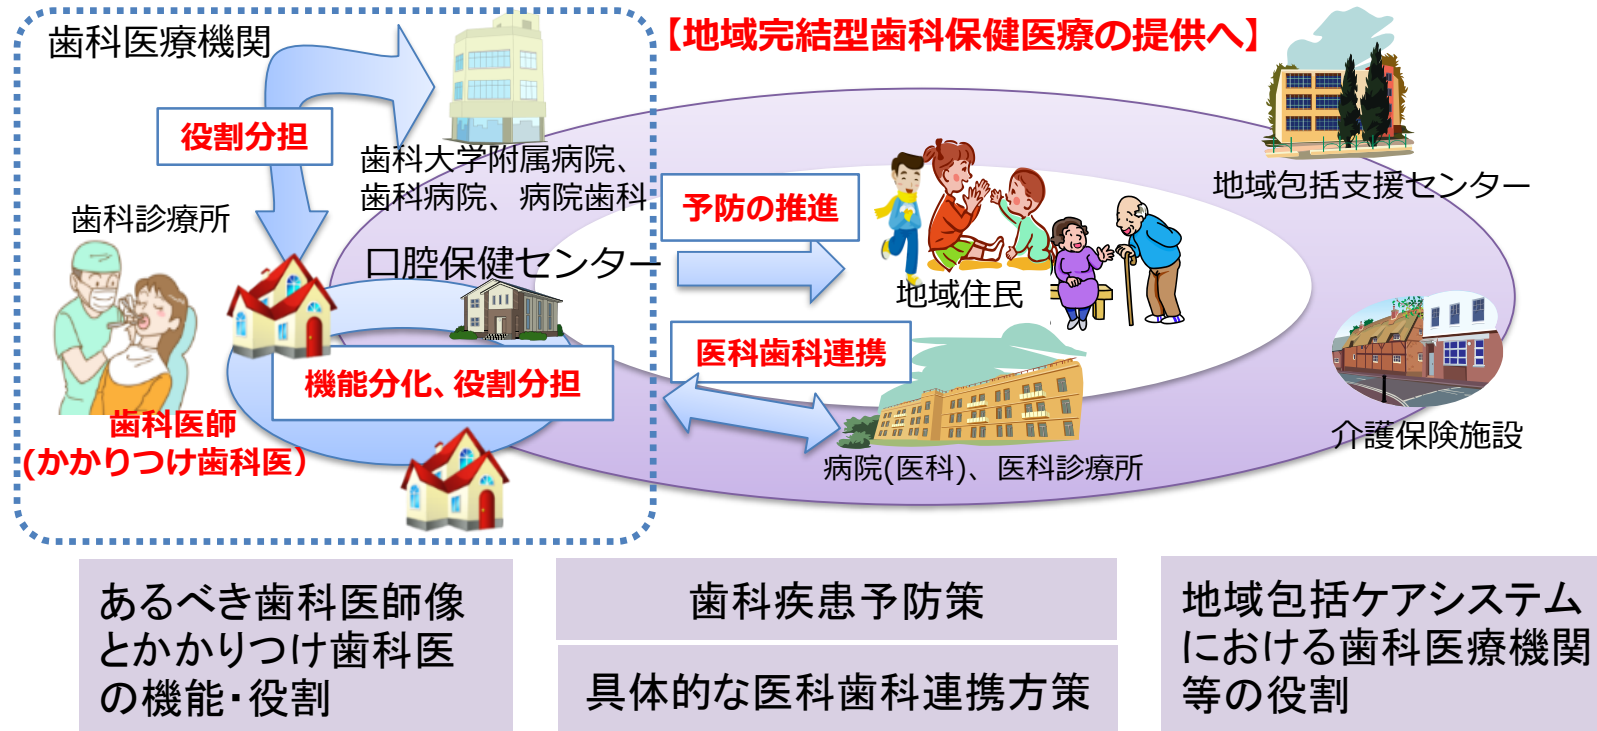 歯科医療機関
【地域完結型歯科保健医療の提供へ】
役割分担
歯科大学附属病院、
歯科病院、病院歯科
歯科診療所
口腔保健センター
予防の推進
地域包括支援センター
地域住民
医科歯科連携
機能分化、役割分担
歯科医師
(かかりつけ歯科医）
病院(医科)、医科診療所
介護保険施設
あるべき歯科医師像
とかかりつけ歯科医
の機能・役割
歯科疾患予防策
具体的な医科歯科連携方策
地域包括ケアシステム
における歯科医療機関
等の役割